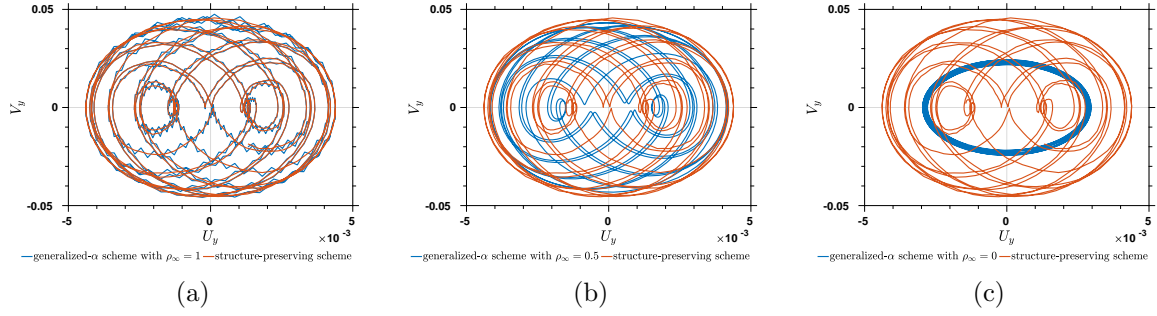 0.05
V_y
0
-0.05
-5
0
5
U_y
×10^{-3}
generalized-α scheme with ρ_∞ = 1
structure-preserving scheme
(a)
0.05
V_y
0
-0.05
-5
0
5
U_y
×10^{-3}
generalized-α scheme with ρ_∞ = 0.5
structure-preserving scheme
(b)
0.05
V_y
0
-0.05
-5
0
5
U_y
×10^{-3}
generalized-α scheme with ρ_∞ = 0
structure-preserving scheme
(c)